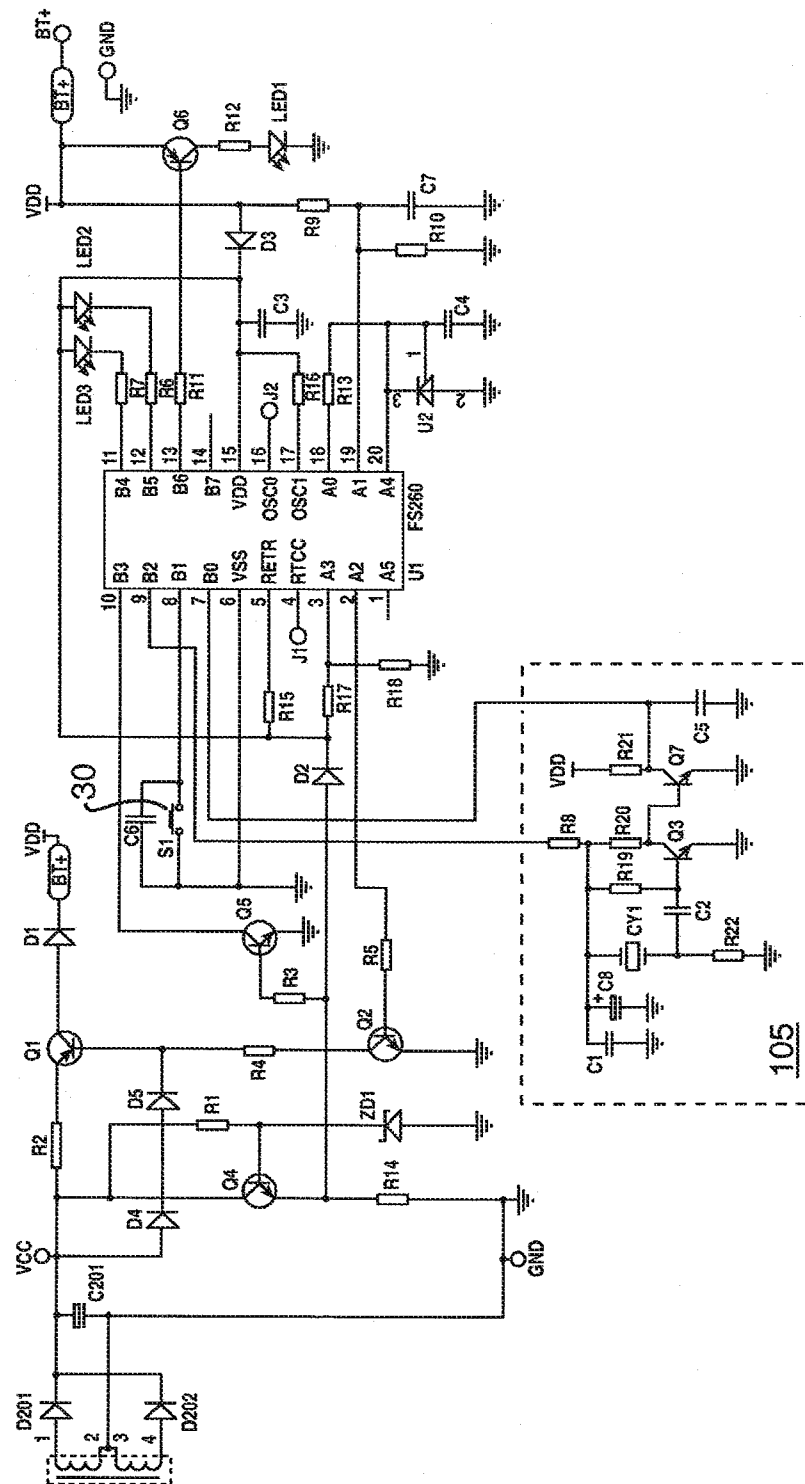 D201
1
2
3
4
D202
C201
VCC
GND
R2
D4
D5
Q4
R1
ZD1
R14
Q1
D1
BT+
VDD
R4
Q2
R5
R3
Q5
C6
S1
30
D2
R15
R17
R18
J1
10
9
8
7
6
5
4
3
2
1
B3
B2
B1
B0
VSS
RETR
RTCC
A3
A2
A5
U1
FS260
B4
B5
B6
B7
VDD
OSC0
OSC1
A0
A1
A4
11
12
13
14
15
16
17
18
19
20
LED3
LED2
R7
R6
R11
J2
R16
R13
C3
D3
U2
1
2
3
C4
R9
R10
C7
VDD
Q6
R12
LED1
BT+
BT+
GND
105
C1
C8
+
CY1
R22
C2
R19
R20
R8
Q3
Q7
VDD
R21
C5